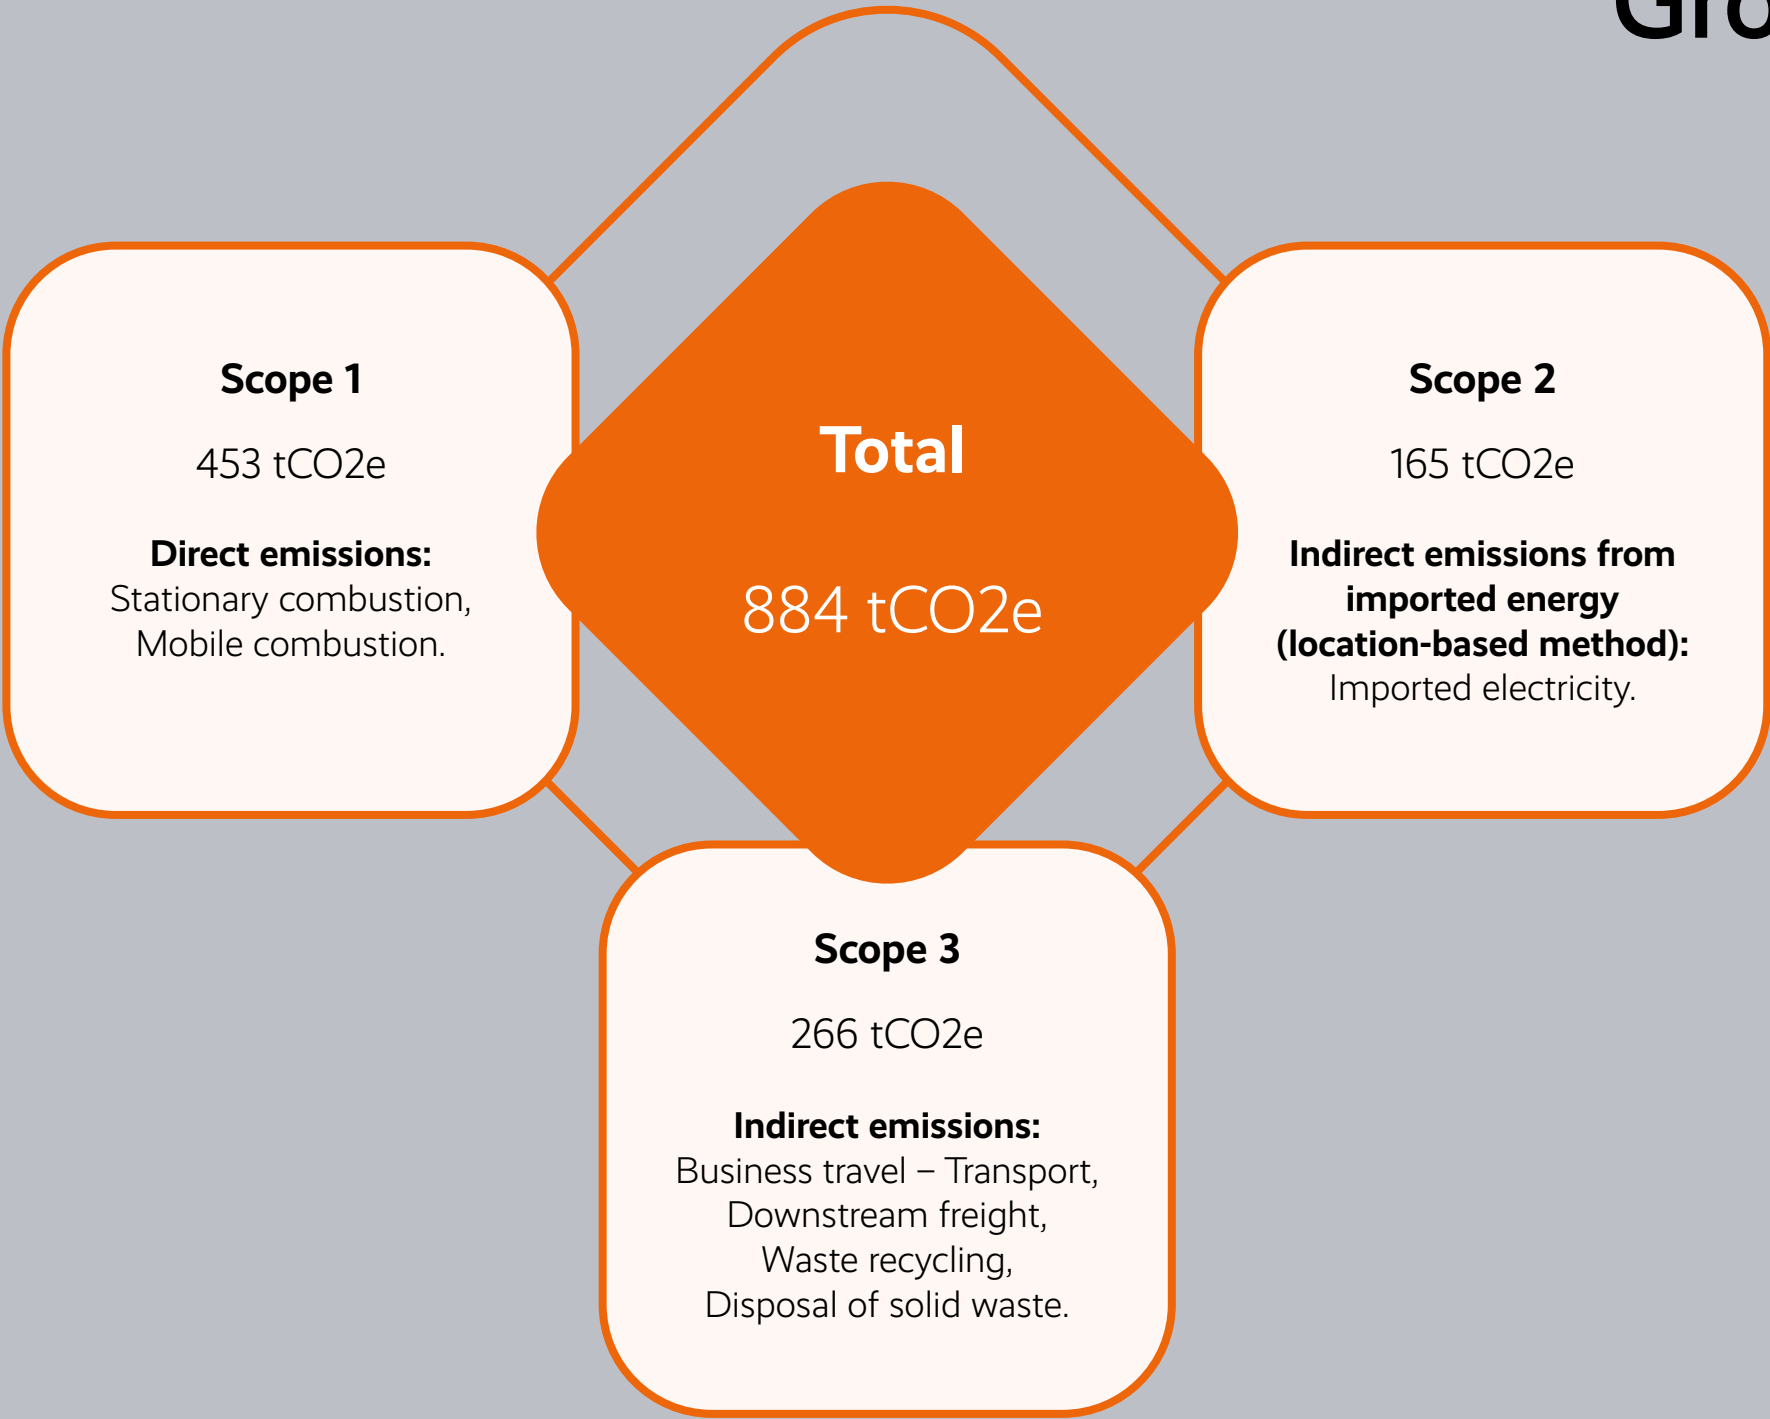 Scope 1
453 tCO2e
Direct emissions:
Stationary combustion,
Mobile combustion.
Total
884 tCO2e
Scope 2
165 tCO2e
Indirect emissions from
imported energy
(location-based method):
Imported electricity.
Scope 3
266 tCO2e
Indirect emissions:
Business travel – Transport,
Downstream freight,
Waste recycling,
Disposal of solid waste.